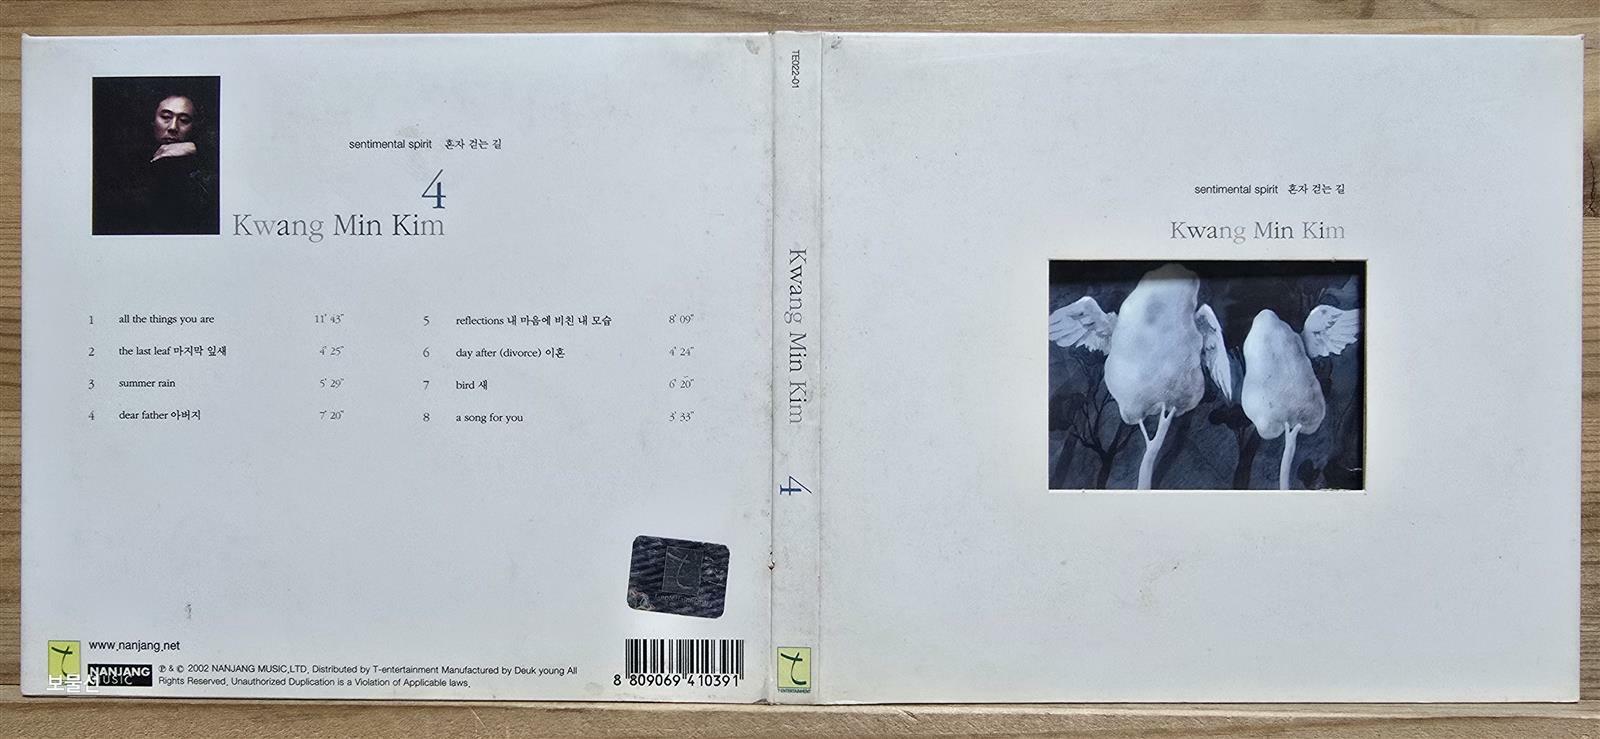 sentimental spirit 혼자 걷는 길
4
Kwang Min Kim
1 all the things you are 11' 43"
2 the last leaf 마지막 잎새 4' 25"
3 summer rain 5' 29"
4 dear father 아버지 7' 20"
5 reflections 내 마음에 비친 내 모습 8' 09"
6 day after (divorce) 이혼 4' 24"
7 bird 새 6' 20"
8 a song for you 3' 33"
t
www.nanjang.net
t
NANJANG
MUSIC
보물섬
℗ & © 2002 NANJANG MUSIC,LTD. Distributed by T-entertainment Manufactured by Deuk young All
Rights Reserved. Unauthorized Duplication is a Violation of Applicable laws.
8 809069 410391
TE022-01
Kwang Min Kim
4
t
T-ENTERTAINMENT
sentimental spirit 혼자 걷는 길
Kwang Min Kim